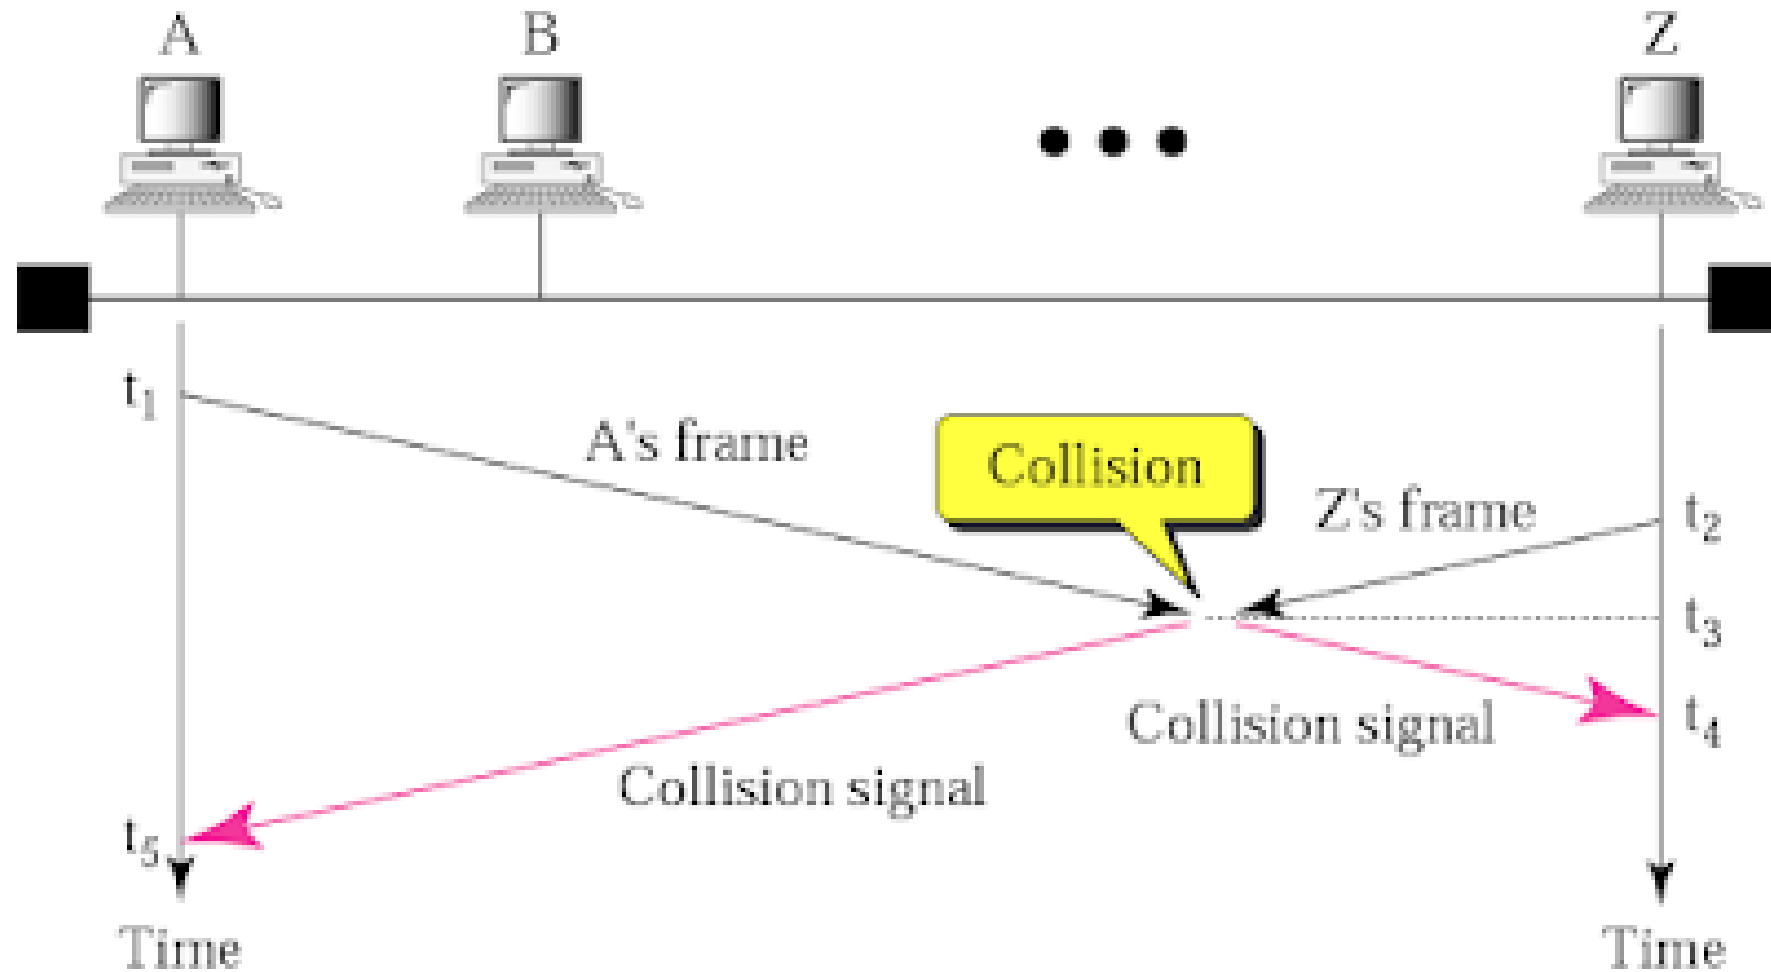 A
B
Z
t1
A's frame
Collision
Z's frame
t2
t3
Collision signal
t4
Collision signal
t5
Time
Time